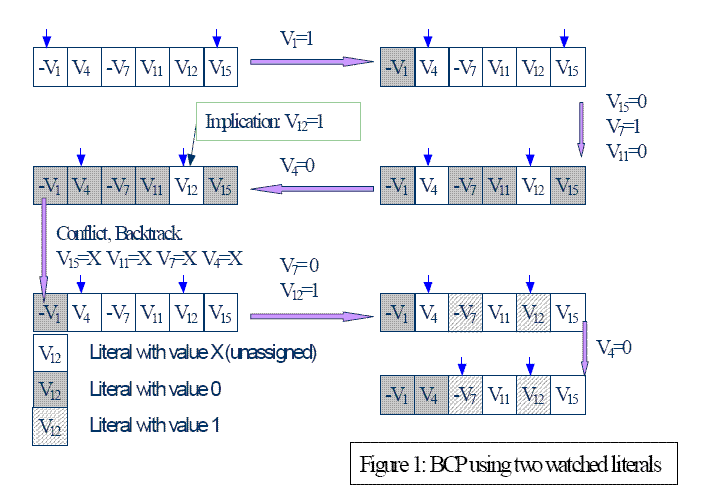 V1=1
-V1 V4 -V7 V11 V12 V15
-V1 V4 -V7 V11 V12 V15
V15=0
V7=1
V11=0
Implication: V12=1
V4=0
-V1 V4 -V7 V11 V12 V15
-V1 V4 -V7 V11 V12 V15
Conflict, Backtrack.
V15=X V11=X V7=X V4=X
V7=0
V12=1
-V1 V4 -V7 V11 V12 V15
-V1 V4 -V7 V11 V12 V15
V4=0
V12 Literal with value X (unassigned)
V12 Literal with value 0
V12 Literal with value 1
-V1 V4 -V7 V11 V12 V15
Figure 1: BCP using two watched literals